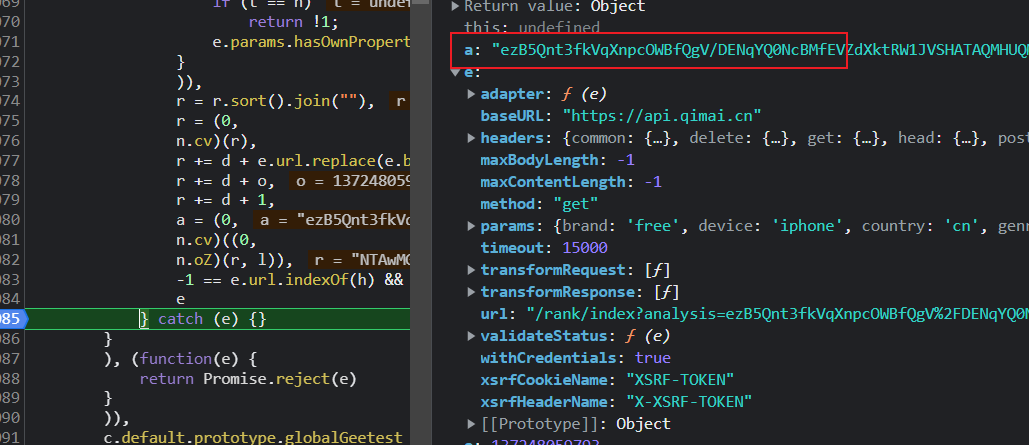 069 if (t == h) t = undef
070 return !1;
071 e.params.hasOwnPropert
072 }
073 )),
074 r = r.sort().join(""), r =
075 r = (0,
076 n.cv)(r),
077 r += d + e.url.replace(e.b
078 r += d + o, o = 137248059
079 r += d + 1,
080 a = (0, a = "ezB5Qnt3fkVq
081 n.cv)((0,
082 n.oZ)(r, l)), r = "NTAwMC
083 -1 == e.url.indexOf(h) &&
084 e
085 } catch (e) {}
086 }
087 ), (function(e) {
088 return Promise.reject(e)
089 }
090 )),
091 c.default.prototype.globalGeetest
Return value: Object
this: undefined
a: "ezB5Qnt3fkVqXnpcOWBfQgV/DENqYQ0NcBMfEVZdXktRW1JVSHATAQMHUQM
e:
adapter: ƒ (e)
baseURL: "https://api.qimai.cn"
headers: {common: {…}, delete: {…}, get: {…}, head: {…}, post
maxBodyLength: -1
maxContentLength: -1
method: "get"
params: {brand: 'free', device: 'iphone', country: 'cn', genr
timeout: 15000
transformRequest: [ƒ]
transformResponse: [ƒ]
url: "/rank/index?analysis=ezB5Qnt3fkVqXnpcOWBfQgV%2FDENqYQ0N
validateStatus: ƒ (e)
withCredentials: true
xsrfCookieName: "XSRF-TOKEN"
xsrfHeaderName: "X-XSRF-TOKEN"
[[Prototype]]: Object